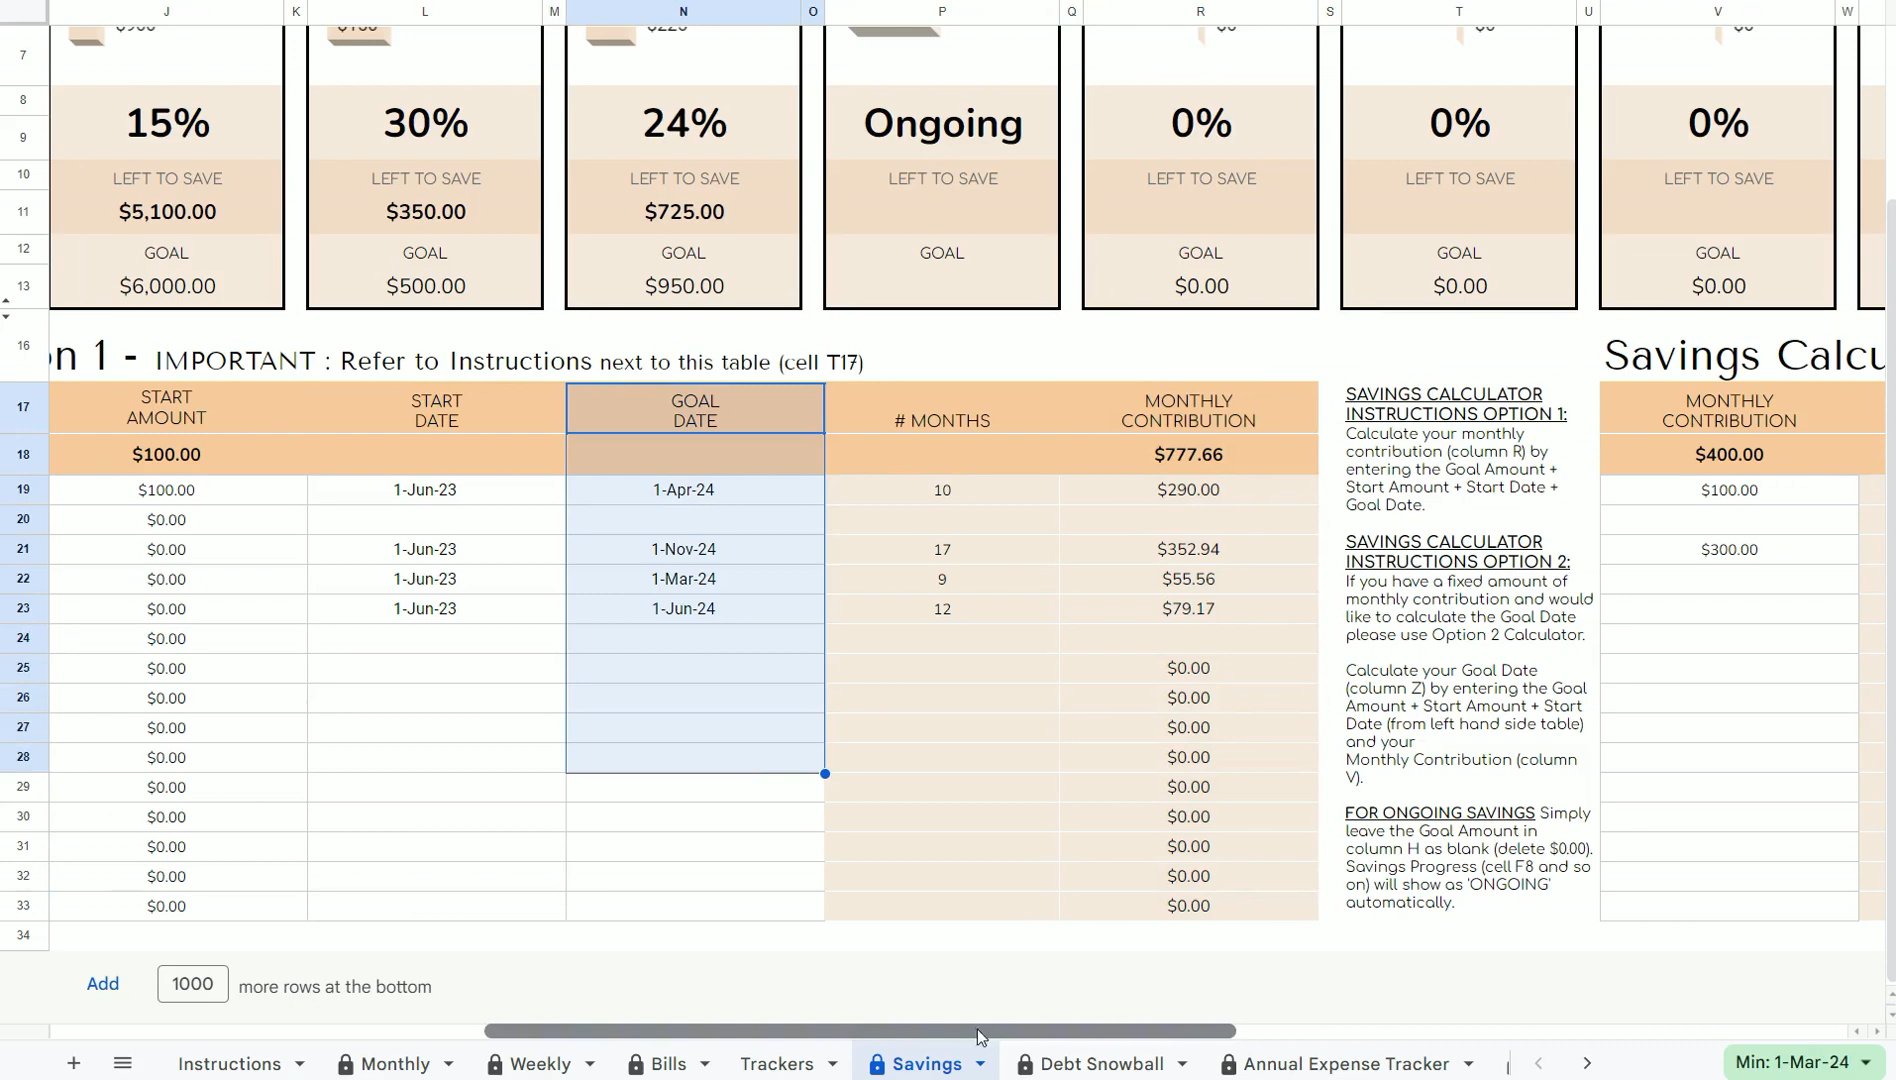 J K L M N O P Q R S T U V W
7
8 15% 30% 24% Ongoing 0% 0% 0%
9
10 LEFT TO SAVE LEFT TO SAVE LEFT TO SAVE LEFT TO SAVE LEFT TO SAVE LEFT TO SAVE LEFT TO SAVE
11 $5,100.00 $350.00 $725.00
12 GOAL GOAL GOAL GOAL GOAL GOAL GOAL
13 $6,000.00 $500.00 $950.00 $0.00 $0.00 $0.00
16 on 1 - IMPORTANT : Refer to Instructions next to this table (cell T17) Savings Calcu
17 START AMOUNT START DATE GOAL DATE # MONTHS MONTHLY CONTRIBUTION MONTHLY CONTRIBUTION
18 $100.00 $777.66 $400.00
19 $100.00 1-Jun-23 1-Apr-24 10 $290.00 $100.00
20 $0.00
21 $0.00 1-Jun-23 1-Nov-24 17 $352.94 $300.00
22 $0.00 1-Jun-23 1-Mar-24 9 $55.56
23 $0.00 1-Jun-23 1-Jun-24 12 $79.17
24 $0.00
25 $0.00 $0.00
26 $0.00 $0.00
27 $0.00 $0.00
28 $0.00 $0.00
29 $0.00 $0.00
30 $0.00 $0.00
31 $0.00 $0.00
32 $0.00 $0.00
33 $0.00 $0.00
34
SAVINGS CALCULATOR
INSTRUCTIONS OPTION 1:
Calculate your monthly
contribution (column R) by
entering the Goal Amount +
Start Amount + Start Date +
Goal Date.
SAVINGS CALCULATOR
INSTRUCTIONS OPTION 2:
If you have a fixed amount of
monthly contribution and would
like to calculate the Goal Date
please use Option 2 Calculator.
Calculate your Goal Date
(column Z) by entering the Goal
Amount + Start Amount + Start
Date (from left hand side table)
and your
Monthly Contribution (column
V).
FOR ONGOING SAVINGS Simply
leave the Goal Amount in
column H as blank (delete $0.00).
Savings Progress (cell F8 and so
on) will show as 'ONGOING'
automatically.
Add 1000 more rows at the bottom
Instructions Monthly Weekly Bills Trackers Savings Debt Snowball Annual Expense Tracker Min: 1-Mar-24